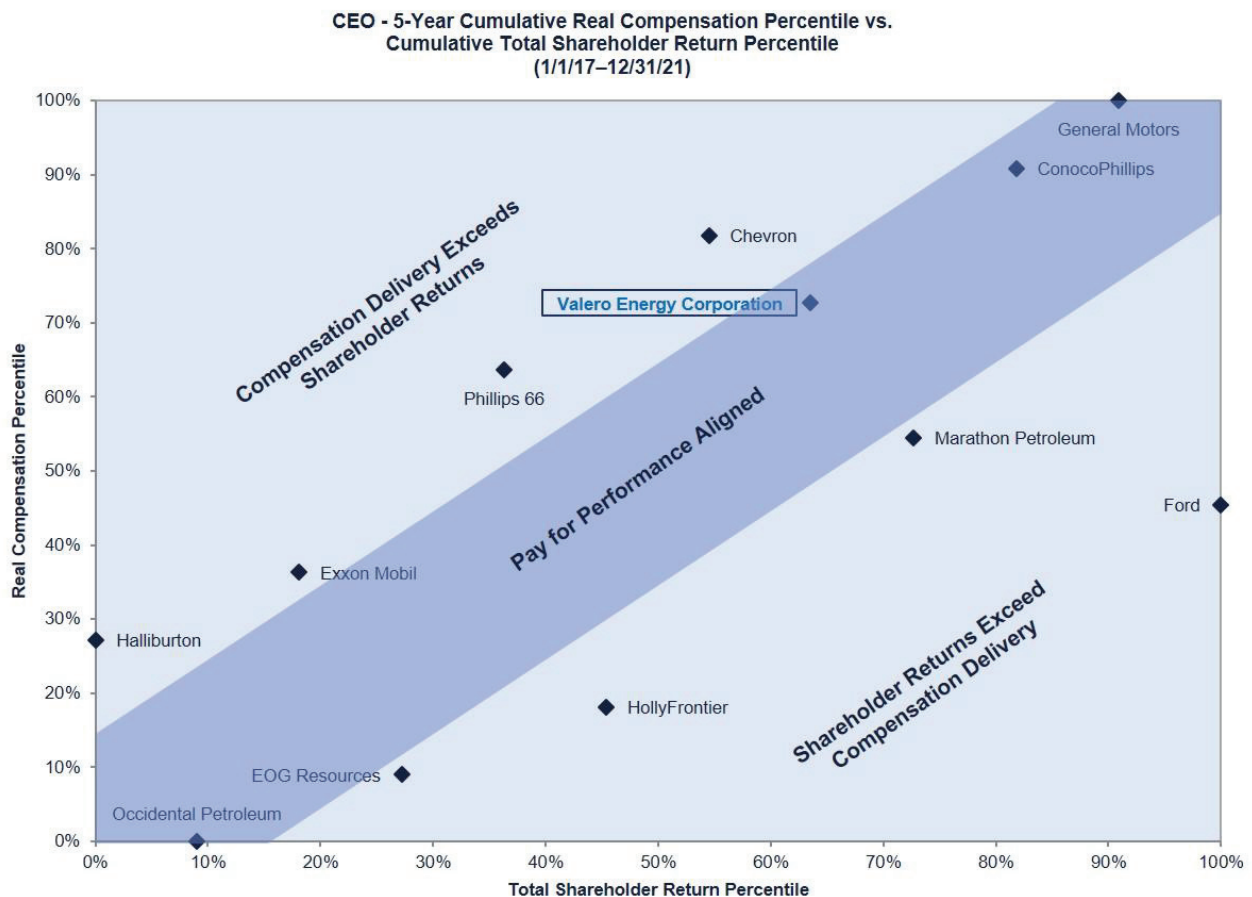 CEO - 5-Year Cumulative Real Compensation Percentile vs.
Cumulative Total Shareholder Return Percentile
(1/1/17–12/31/21)
Real Compensation Percentile
100%
90%
80%
70%
60%
50%
40%
30%
20%
10%
0%
General Motors
ConocoPhillips
Compensation Delivery Exceeds
Shareholder Returns
Chevron
Valero Energy Corporation
Phillips 66
Pay for Performance Aligned
Marathon Petroleum
Ford
Exxon Mobil
Halliburton
Shareholder Returns Exceed
Compensation Delivery
HollyFrontier
EOG Resources
Occidental Petroleum
0%
10%
20%
30%
40%
50%
60%
70%
80%
90%
100%
Total Shareholder Return Percentile